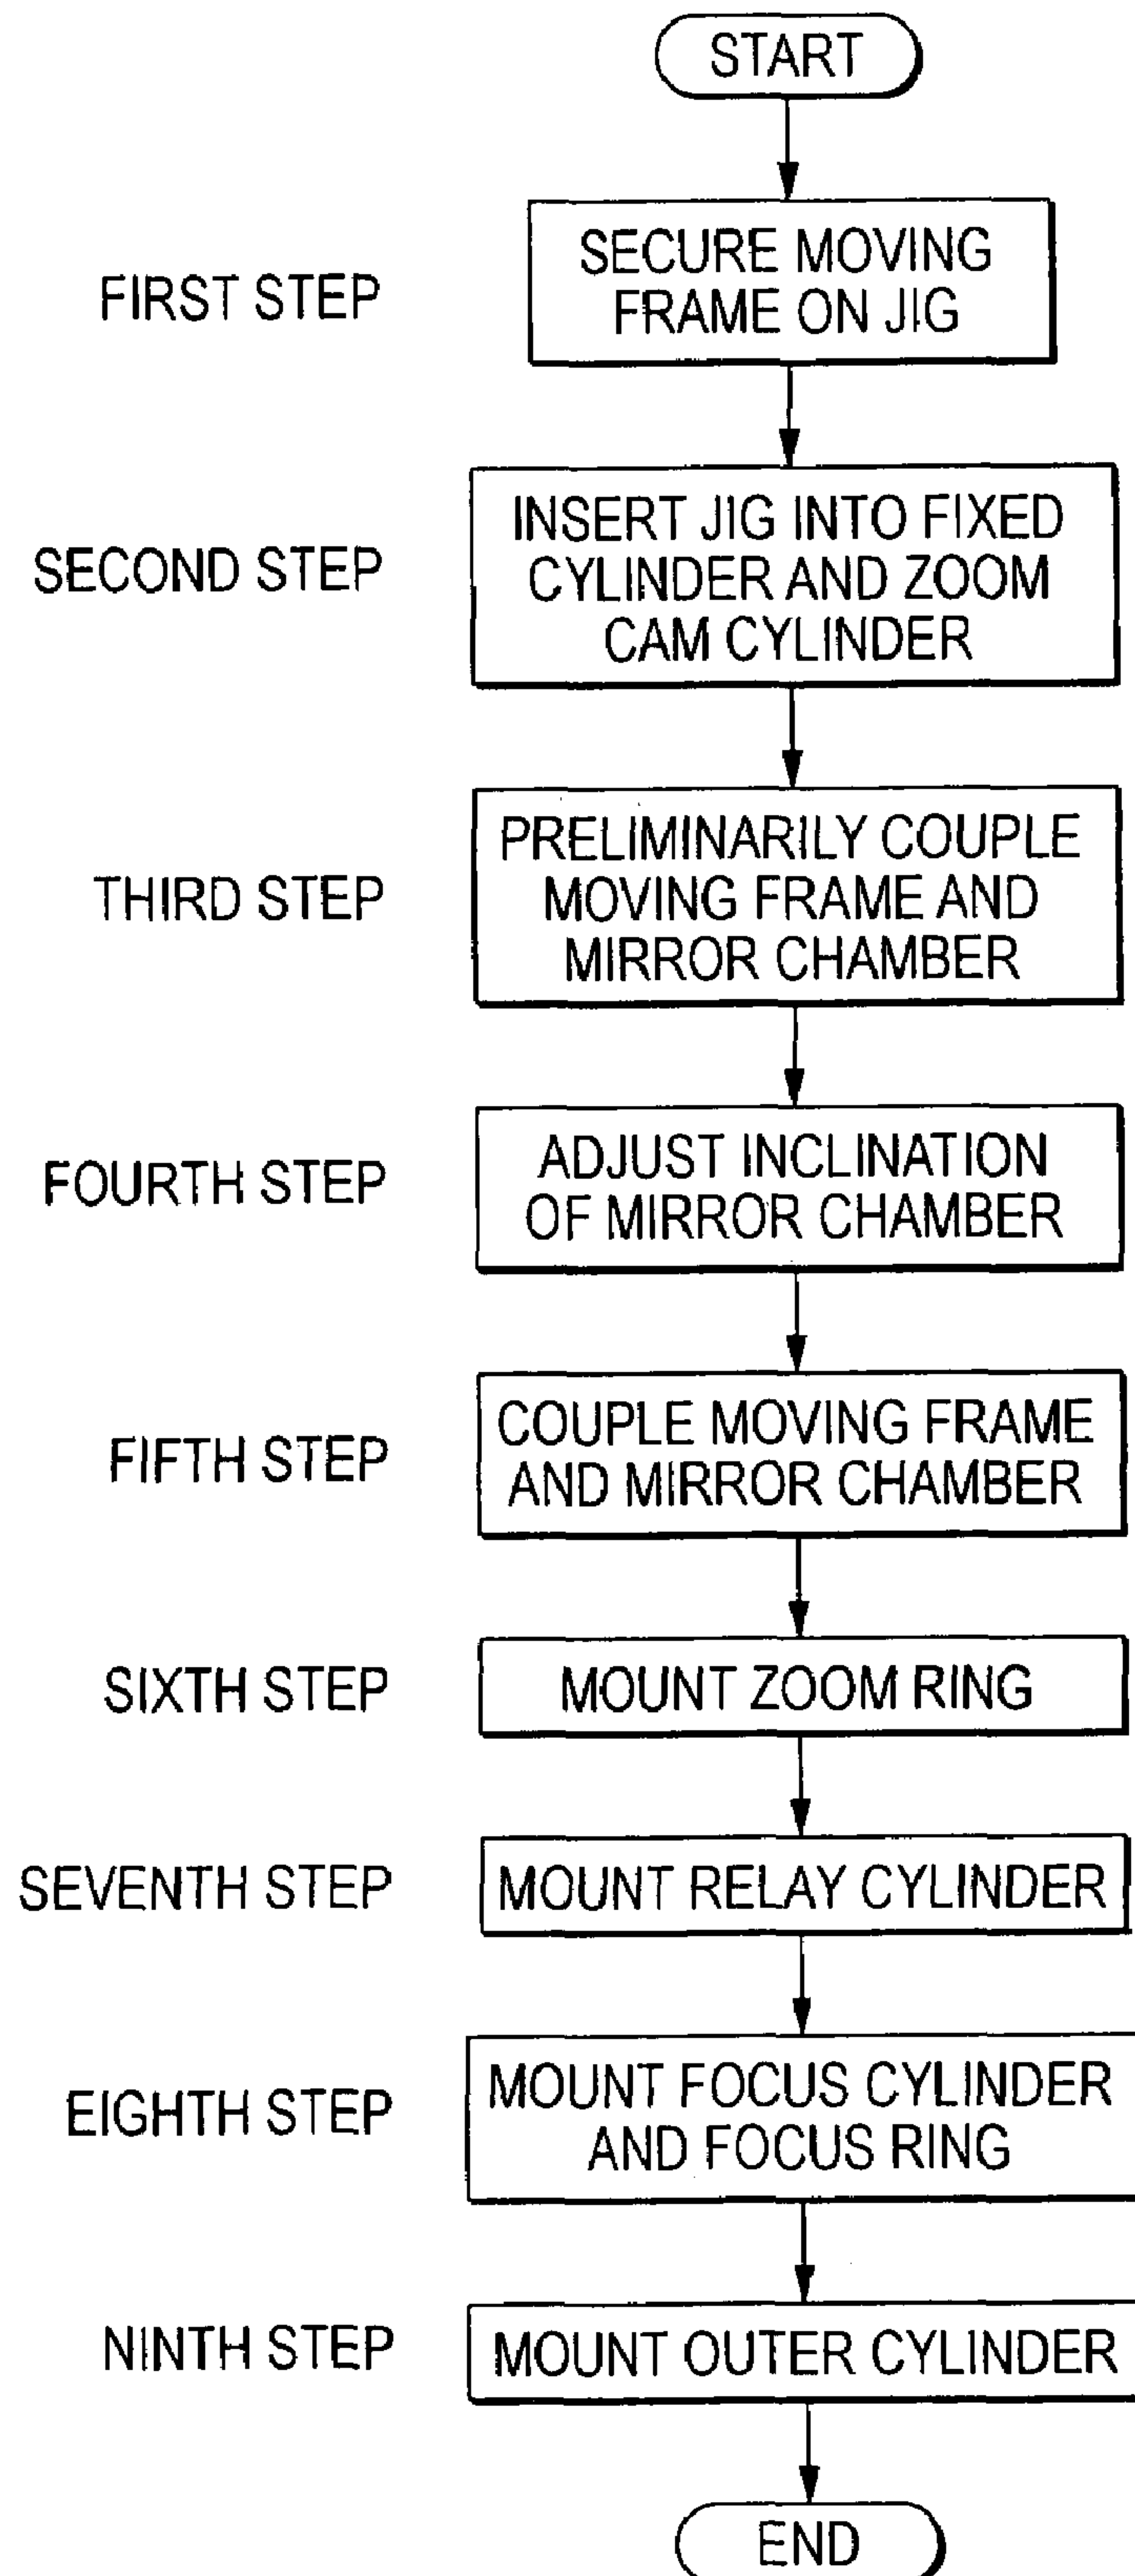 START
FIRST STEP
SECURE MOVING
FRAME ON JIG
SECOND STEP
INSERT JIG INTO FIXED
CYLINDER AND ZOOM
CAM CYLINDER
THIRD STEP
PRELIMINARILY COUPLE
MOVING FRAME AND
MIRROR CHAMBER
FOURTH STEP
ADJUST INCLINATION
OF MIRROR CHAMBER
FIFTH STEP
COUPLE MOVING FRAME
AND MIRROR CHAMBER
SIXTH STEP
MOUNT ZOOM RING
SEVENTH STEP
MOUNT RELAY CYLINDER
EIGHTH STEP
MOUNT FOCUS CYLINDER
AND FOCUS RING
NINTH STEP
MOUNT OUTER CYLINDER
END